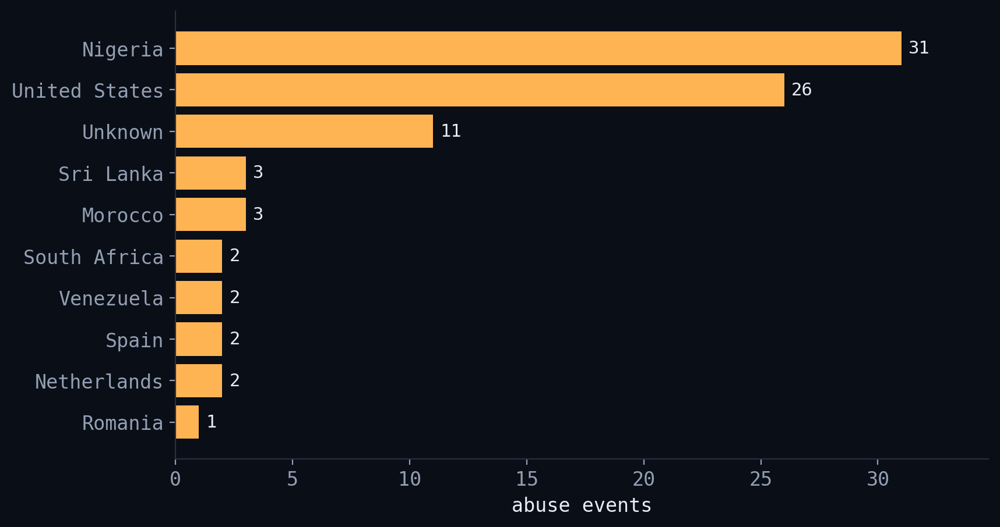 Nigeria 31
United States 26
Unknown 11
Sri Lanka 3
Morocco 3
South Africa 2
Venezuela 2
Spain 2
Netherlands 2
Romania 1
0 5 10 15 20 25 30
abuse events